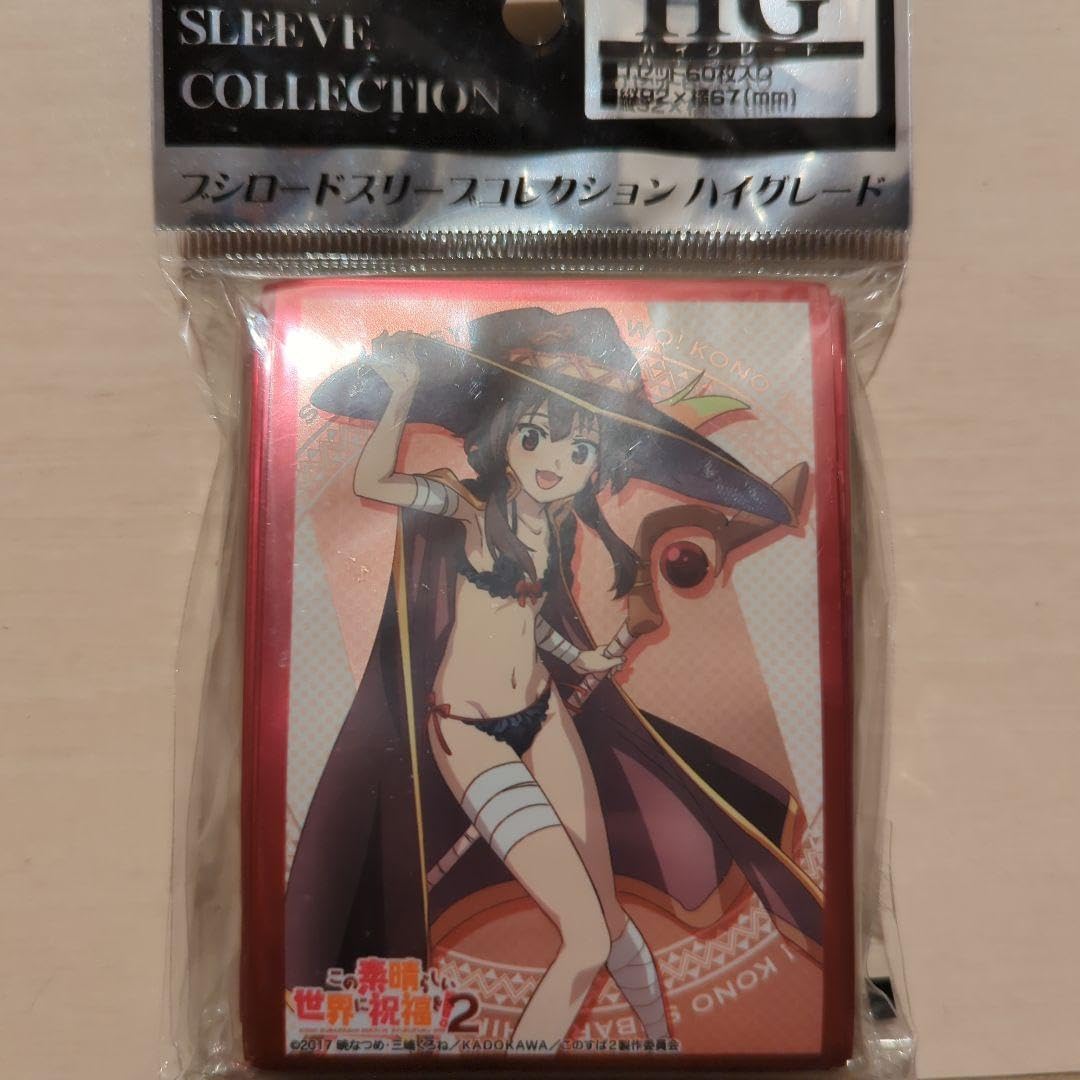 SLEEVE
COLLECTION
HG
ハイグレード
■1セット60枚入り
■縦92×横67(mm)
ブシロードスリーブコレクション ハイグレード
WO! KONO
この素晴らしい
世界に祝福を!2
! KONO SUBAR
©2017 暁なつめ・三嶋くろね/KADOKAWA/このすば2製作委員会